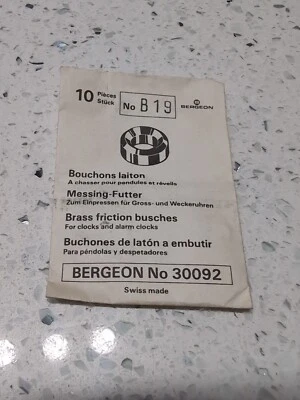 10 Pièces
Stück
No B19
BERGEON
Bouchons laiton
A chasser pour pendules et réveils
Messing-Futter
Zum Einpressen für Gross- und Weckeruhren
Brass friction busches
For clocks and alarm clocks
Buchones de latón a embutir
Para péndolas y despetadores
BERGEON No 30092
Swiss made